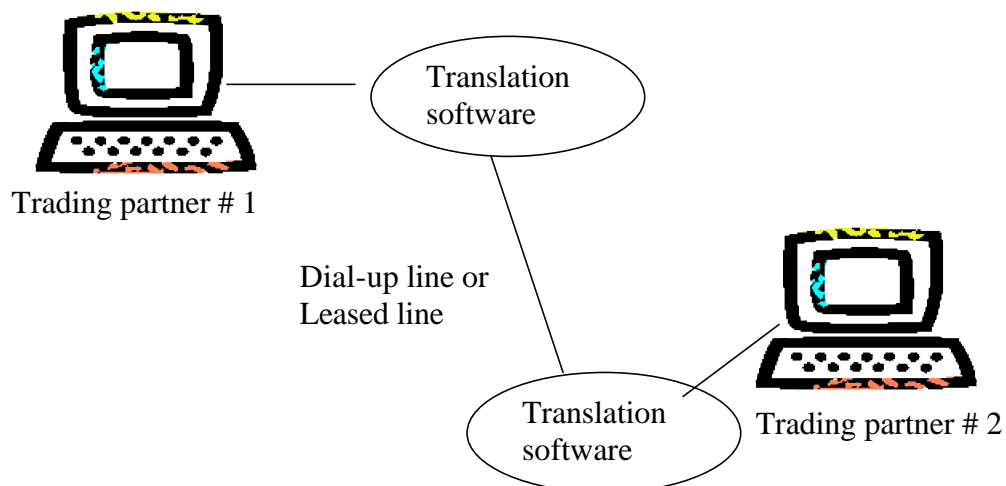 Translation
software
Trading partner # 1
Dial-up line or
Leased line
Translation
software
Trading partner # 2